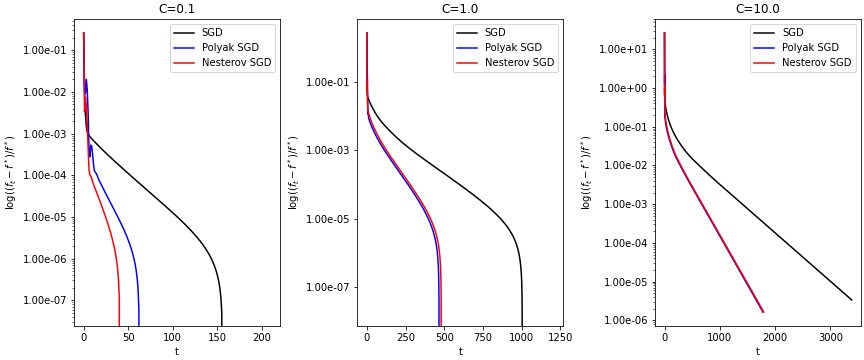 C=0.1
1.00e-01
1.00e-02
1.00e-03
1.00e-04
1.00e-05
1.00e-06
1.00e-07
log((f_t − f*)/f*)
0 50 100 150 200
t
SGD
Polyak SGD
Nesterov SGD
C=1.0
1.00e-01
1.00e-03
1.00e-05
1.00e-07
log((f_t − f*)/f*)
0 250 500 750 1000 1250
t
SGD
Polyak SGD
Nesterov SGD
C=10.0
1.00e+01
1.00e+00
1.00e-01
1.00e-02
1.00e-03
1.00e-04
1.00e-05
1.00e-06
log((f_t − f*)/f*)
0 1000 2000 3000
t
SGD
Polyak SGD
Nesterov SGD